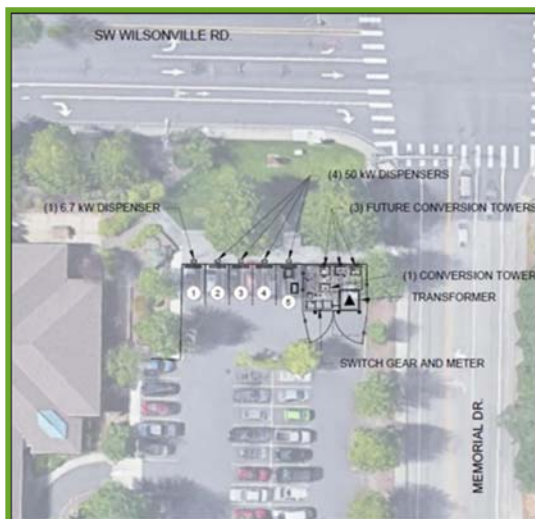 SW WILSONVILLE RD.
(4) 50 kW DISPENSERS
(1) 6.7 kW DISPENSER
(3) FUTURE CONVERSION TOWERS
(1) CONVERSION TOWER
1 2 3 4 5
TRANSFORMER
SWITCH GEAR AND METER
MEMORIAL DR.